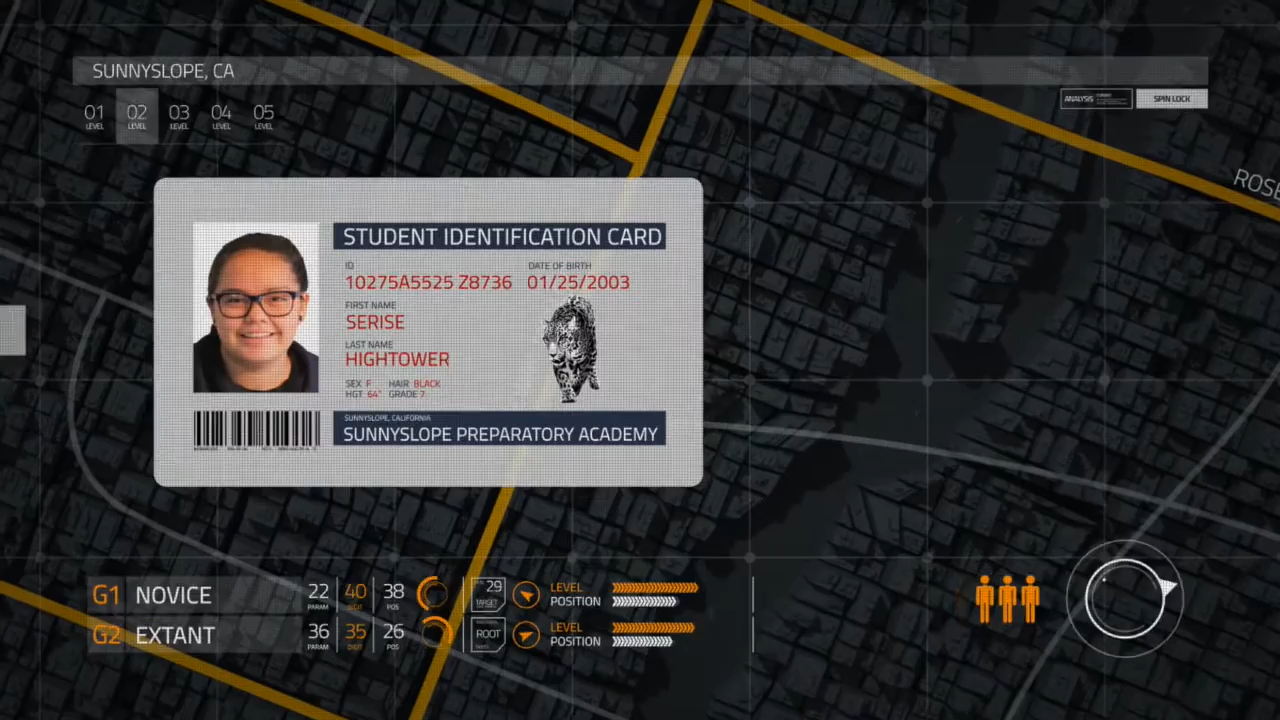 SUNNYSLOPE, CA
01 02 03 04 05
LEVEL LEVEL LEVEL LEVEL LEVEL
ANALYSIS
SPIN LOCK
ROSE
STUDENT IDENTIFICATION CARD
ID DATE OF BIRTH
10275A5525 Z8736 01/25/2003
FIRST NAME
SERISE
LAST NAME
HIGHTOWER
SEX F HAIR BLACK
HGT 64" GRADE 7
SUNNYSLOPE, CALIFORNIA
SUNNYSLOPE PREPARATORY ACADEMY
G1 NOVICE 22 40 38 29 LEVEL
PARAM DIGIT POS TARGET POSITION
G2 EXTANT 36 35 26 ROOT LEVEL
PARAM DIGIT POS POSITION